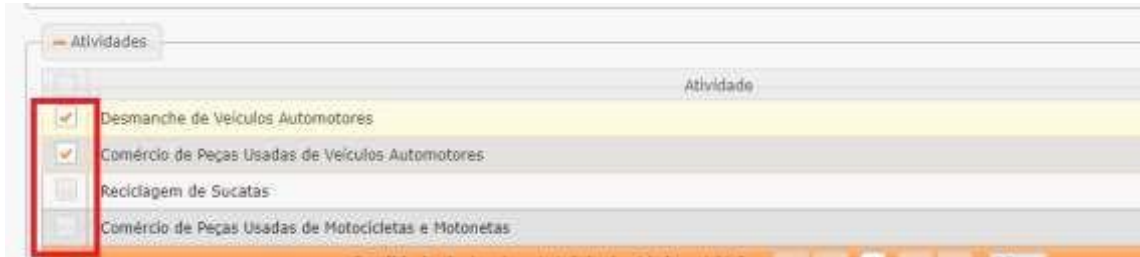 Atividades
Atividade
Desmanche de Veículos Automotores
Comércio de Peças Usadas de Veículos Automotores
Reciclagem de Sucatas
Comércio de Peças Usadas de Motocicletas e Motonetas